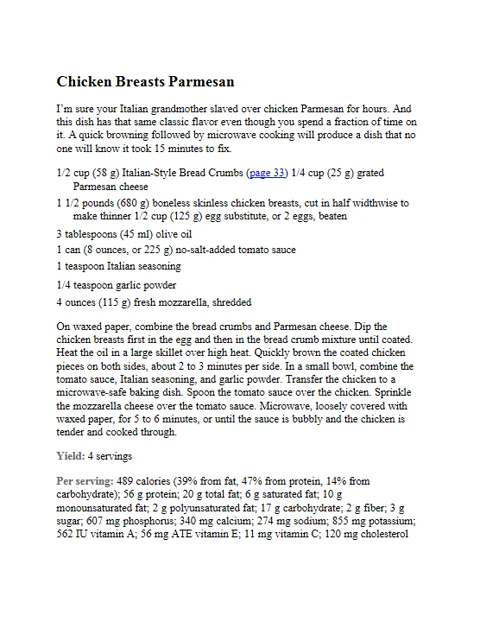 Chicken Breasts Parmesan
I'm sure your Italian grandmother slaved over chicken Parmesan for hours. And
this dish has that same classic flavor even though you spend a fraction of time on
it. A quick browning followed by microwave cooking will produce a dish that no
one will know it took 15 minutes to fix.
1/2 cup (58 g) Italian-Style Bread Crumbs (page 33) 1/4 cup (25 g) grated
Parmesan cheese
1 1/2 pounds (680 g) boneless skinless chicken breasts, cut in half widthwise to
make thinner 1/2 cup (125 g) egg substitute, or 2 eggs, beaten
3 tablespoons (45 ml) olive oil
1 can (8 ounces, or 225 g) no-salt-added tomato sauce
1 teaspoon Italian seasoning
1/4 teaspoon garlic powder
4 ounces (115 g) fresh mozzarella, shredded
On waxed paper, combine the bread crumbs and Parmesan cheese. Dip the
chicken breasts first in the egg and then in the bread crumb mixture until coated.
Heat the oil in a large skillet over high heat. Quickly brown the coated chicken
pieces on both sides, about 2 to 3 minutes per side. In a small bowl, combine the
tomato sauce, Italian seasoning, and garlic powder. Transfer the chicken to a
microwave-safe baking dish. Spoon the tomato sauce over the chicken. Sprinkle
the mozzarella cheese over the tomato sauce. Microwave, loosely covered with
waxed paper, for 5 to 6 minutes, or until the sauce is bubbly and the chicken is
tender and cooked through.
Yield: 4 servings
Per serving: 489 calories (39% from fat, 47% from protein, 14% from
carbohydrate); 56 g protein; 20 g total fat; 6 g saturated fat; 10 g
monounsaturated fat; 2 g polyunsaturated fat; 17 g carbohydrate; 2 g fiber; 3 g
sugar; 607 mg phosphorus; 340 mg calcium; 274 mg sodium; 855 mg potassium;
562 IU vitamin A; 56 mg ATE vitamin E; 11 mg vitamin C; 120 mg cholesterol